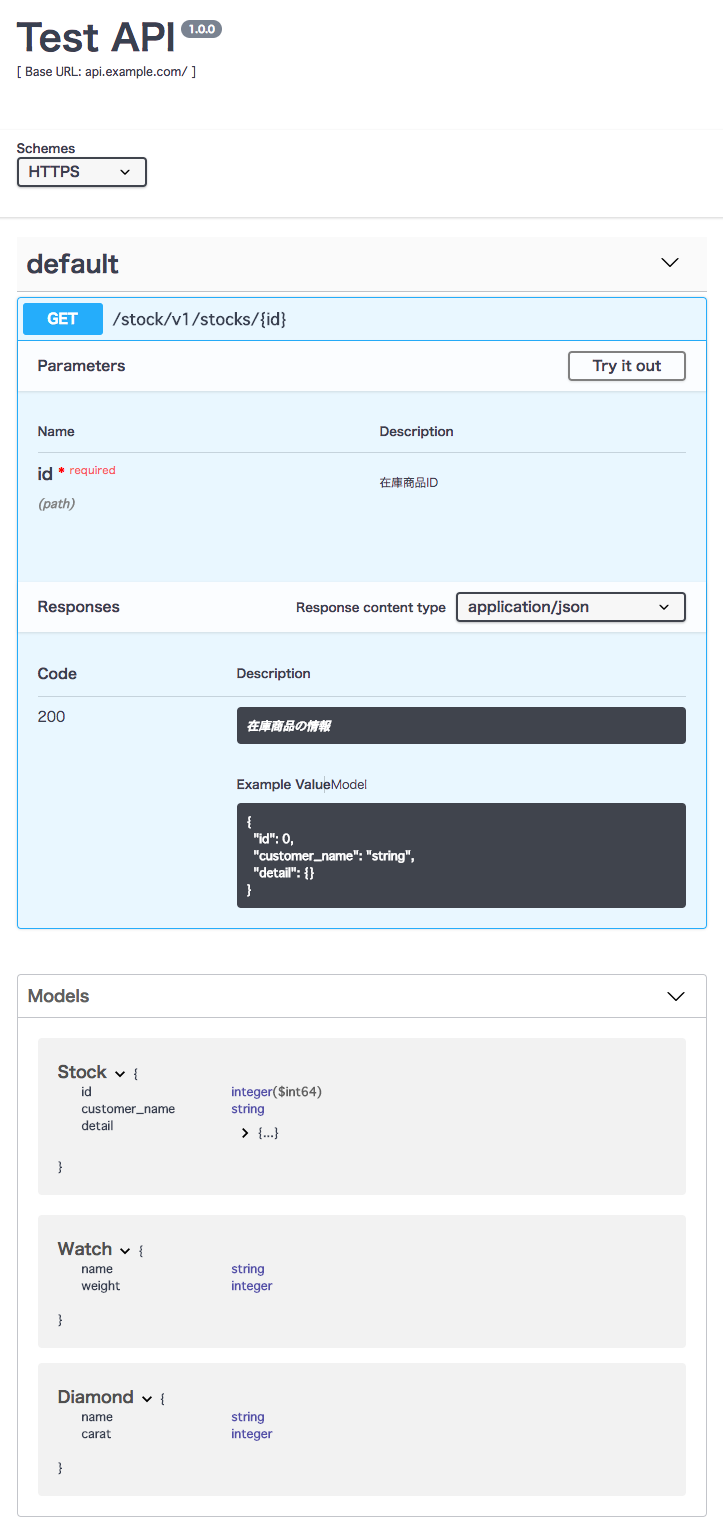 Test API 1.0.0
[ Base URL: api.example.com/ ]
Schemes
HTTPS
default
GET /stock/v1/stocks/{id}
Parameters Try it out
Name Description
id * required 在庫商品ID
(path)
Responses Response content type application/json
Code Description
200 在庫商品の情報
Example Value Model
{
"id": 0,
"customer_name": "string",
"detail": {}
}
Models
Stock {
id integer($int64)
customer_name string
detail {...}
}
Watch {
name string
weight integer
}
Diamond {
name string
carat integer
}